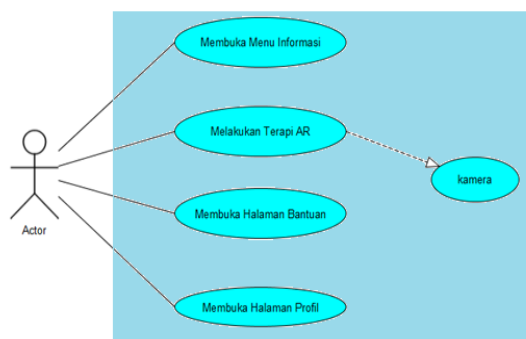 Membuka Menu Informasi
Melakukan Terapi AR
kamera
Membuka Halaman Bantuan
Actor
Membuka Halaman Profil